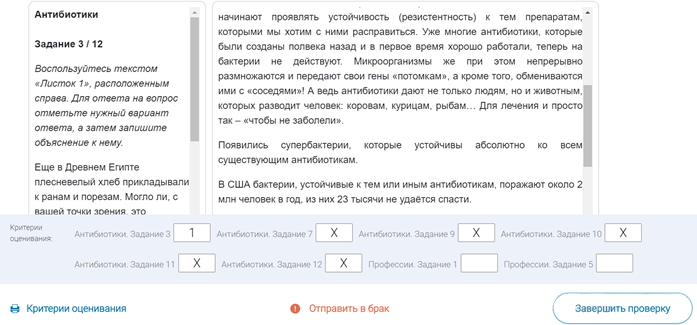 Антибиотики
Задание 3 / 12
Воспользуйтесь текстом
«Листок 1», расположенным
справа. Для ответа на вопрос
отметьте нужный вариант
ответа, а затем запишите
объяснение к нему.
Еще в Древнем Египте
плесневелый хлеб прикладывали
к ранам и порезам. Могло ли, с
вашей точки зрения, это
начинают проявлять устойчивость (резистентность) к тем препаратам,
которыми мы хотим с ними расправиться. Уже многие антибиотики, которые
были созданы полвека назад и в первое время хорошо работали, теперь на
бактерии не действуют. Микроорганизмы же при этом непрерывно
размножаются и передают свои гены «потомкам», а кроме того, обмениваются
ими с «соседями»! А ведь антибиотики дают не только людям, но и животным,
которых разводит человек: коровам, курицам, рыбам… Для лечения и просто
так – «чтобы не заболели».
Появились супербактерии, которые устойчивы абсолютно ко всем
существующим антибиотикам.
В США бактерии, устойчивые к тем или иным антибиотикам, поражают около 2
млн человек в год, из них 23 тысячи не удаётся спасти.
Критерии
оценивания:
Антибиотики. Задание 3 1 Антибиотики. Задание 7 X Антибиотики. Задание 9 X Антибиотики. Задание 10 X
Антибиотики. Задание 11 X Антибиотики. Задание 12 X Профессии. Задание 1 Профессии. Задание 5
Критерии оценивания Отправить в брак Завершить проверку